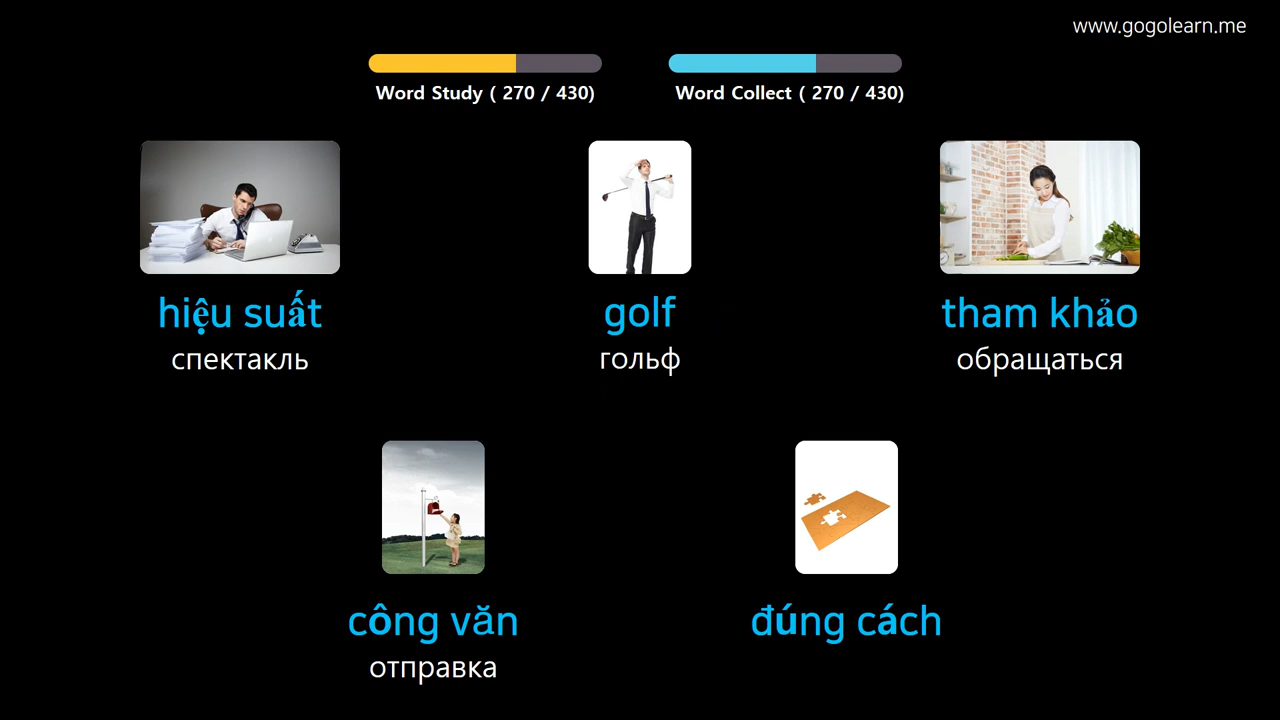 www.gogolearn.me
Word Study ( 270 / 430)
Word Collect ( 270 / 430)
hiệu suất
спектакль
golf
гольф
tham khảo
обращаться
công văn
отправка
đúng cách